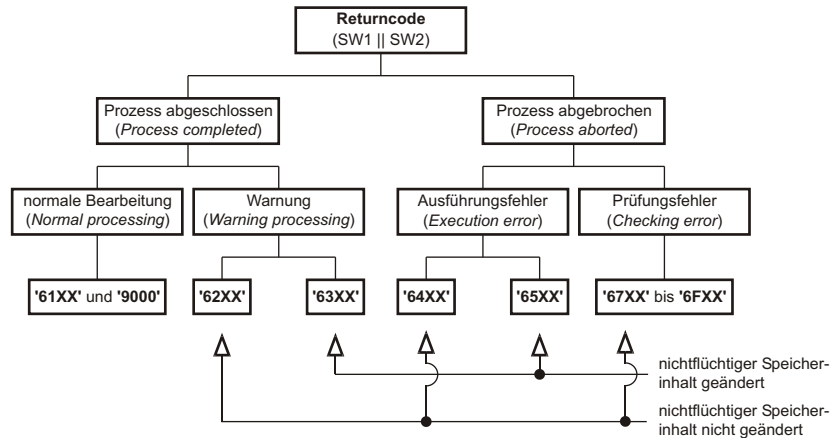 Returncode
(SW1 || SW2)
Prozess abgeschlossen
(Process completed)
Prozess abgebrochen
(Process aborted)
normale Bearbeitung
(Normal processing)
Warnung
(Warning processing)
Ausführungsfehler
(Execution error)
Prüfungsfehler
(Checking error)
'61XX' und '9000'
'62XX'
'63XX'
'64XX'
'65XX'
'67XX' bis '6FXX'
nichtflüchtiger Speicher-
inhalt geändert
nichtflüchtiger Speicher-
inhalt nicht geändert